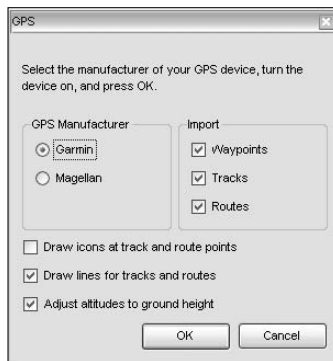 GPS
Select the manufacturer of your GPS device, turn the
device on, and press OK.
GPS Manufacturer
Garmin
Magellan
Import
Waypoints
Tracks
Routes
Draw icons at track and route points
Draw lines for tracks and routes
Adjust altitudes to ground height
OK
Cancel